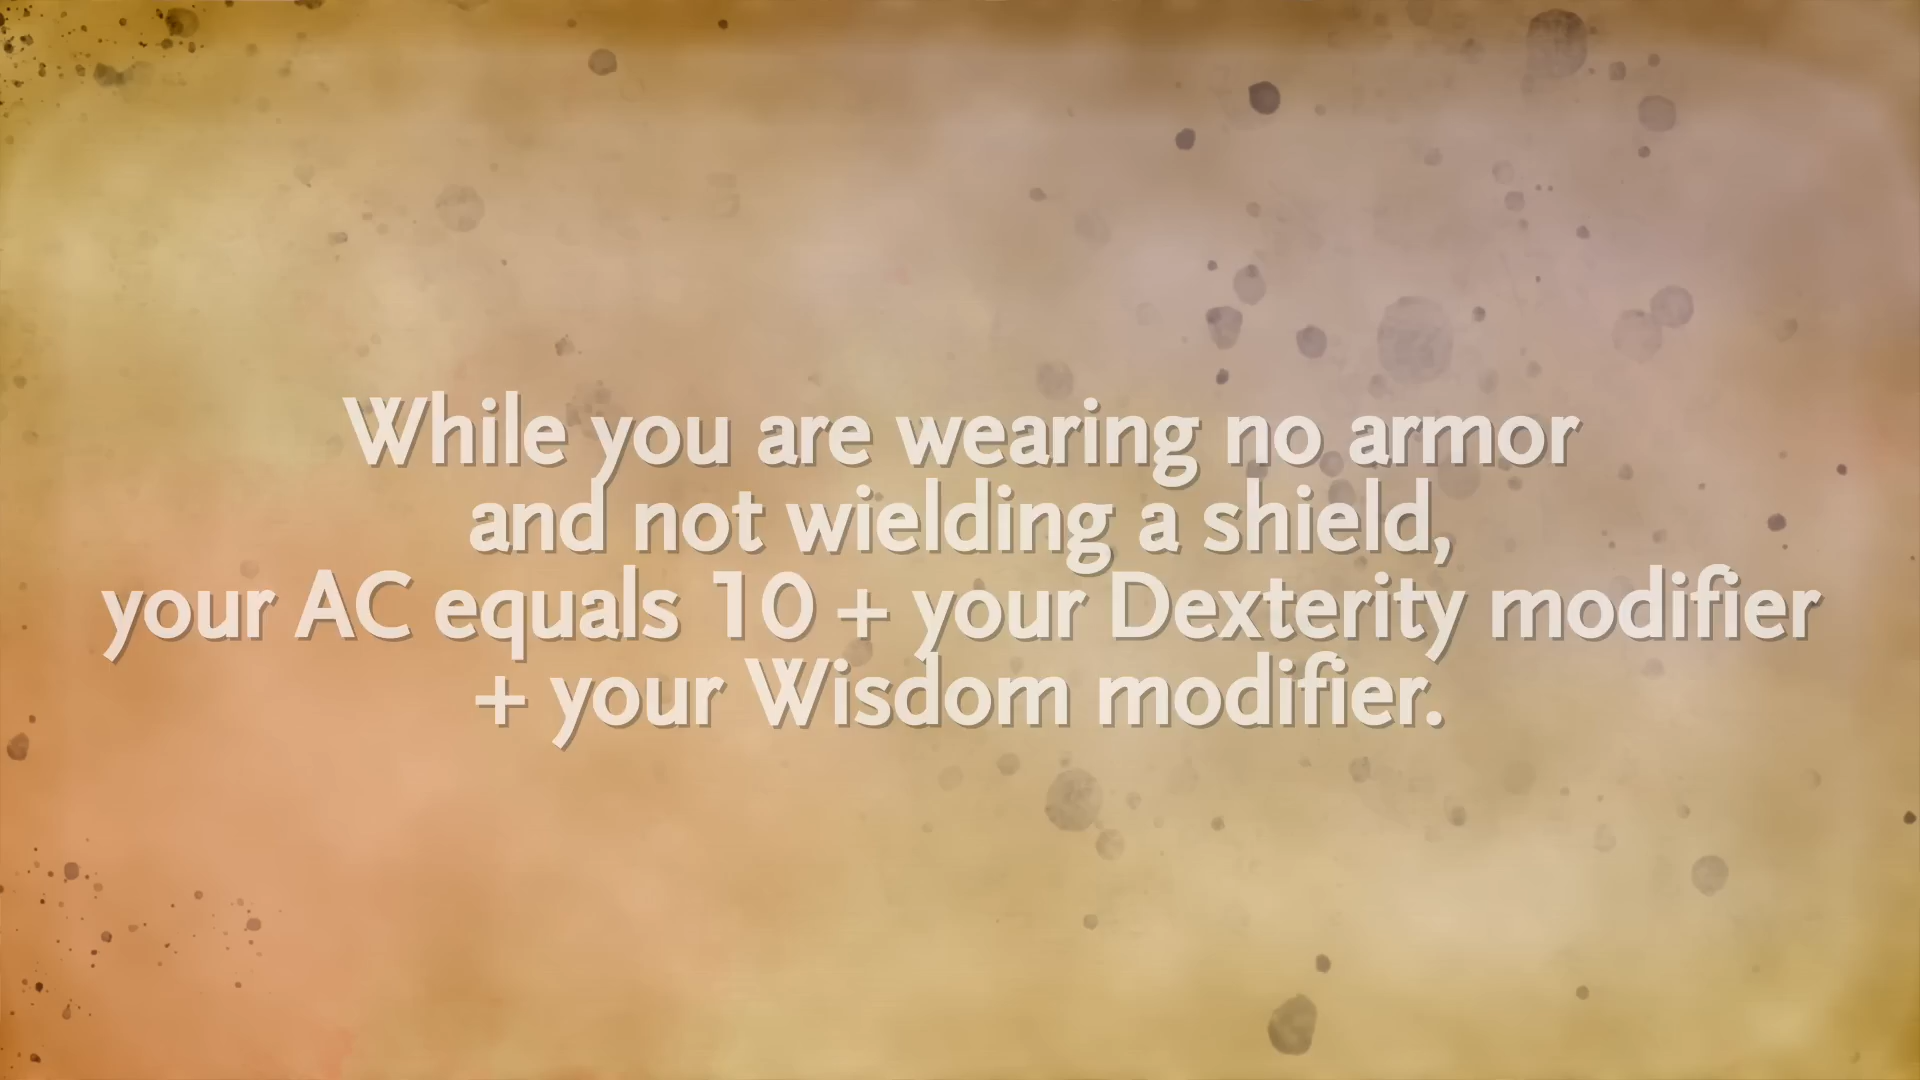 While you are wearing no armor
and not wielding a shield,
your AC equals 10 + your Dexterity modifier
+ your Wisdom modifier.